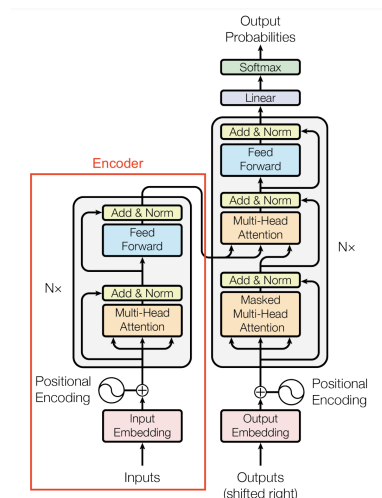 Output
Probabilities
Softmax
Linear
Add & Norm
Feed
Forward
Add & Norm
Multi-Head
Attention
Add & Norm
Masked
Multi-Head
Attention
N×
Positional
Encoding
Output
Embedding
Outputs
(shifted right)
Encoder
Add & Norm
Feed
Forward
N×
Add & Norm
Multi-Head
Attention
Positional
Encoding
Input
Embedding
Inputs